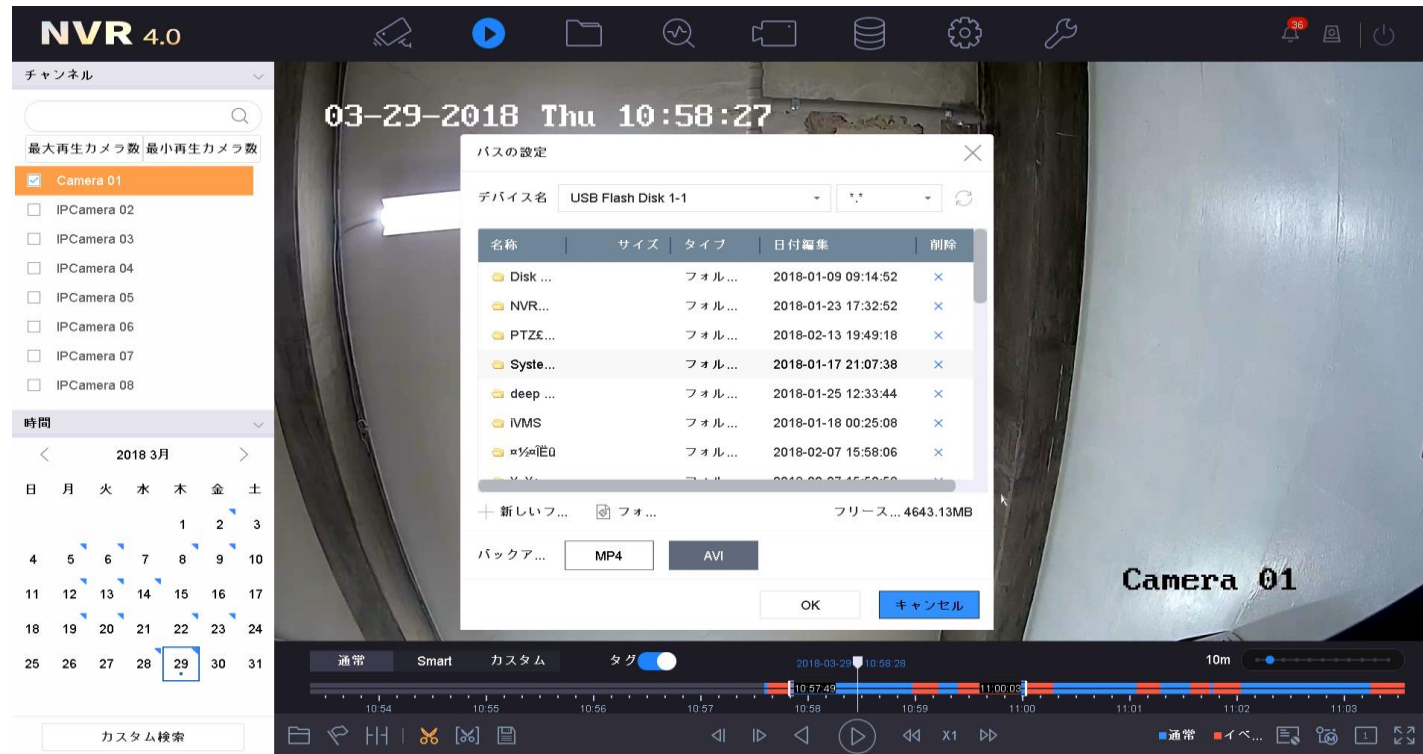 NVR 4.0
36
チャンネル
最大再生カメラ数 最小再生カメラ数
Camera 01
IPCamera 02
IPCamera 03
IPCamera 04
IPCamera 05
IPCamera 06
IPCamera 07
IPCamera 08
時間
2018 3月
日 月 火 水 木 金 土
1 2 3
4 5 6 7 8 9 10
11 12 13 14 15 16 17
18 19 20 21 22 23 24
25 26 27 28 29 30 31
カスタム検索
03-29-2018 Thu 10:58:27
パスの設定
デバイス名 USB Flash Disk 1-1 *.*
名称 サイズ タイプ 日付編集 削除
Disk ... フォル... 2018-01-09 09:14:52
NVR... フォル... 2018-01-23 17:32:52
PTZ£... フォル... 2018-02-13 19:49:18
Syste... フォル... 2018-01-17 21:07:38
deep ... フォル... 2018-01-25 12:33:44
iVMS フォル... 2018-01-18 00:25:08
¤½¤ÎËû フォル... 2018-02-07 15:58:06
新しいフ... フォ... フリース... 4643.13MB
バックア... MP4 AVI
OK キャンセル
Camera 01
通常 Smart カスタム タグ 2018-03-29 10:58:28 10m
10:57:49 11:00:03
10:54 10:55 10:56 10:57 10:58 10:59 11:00 11:01 11:02 11:03
X1 通常 イベ... 1